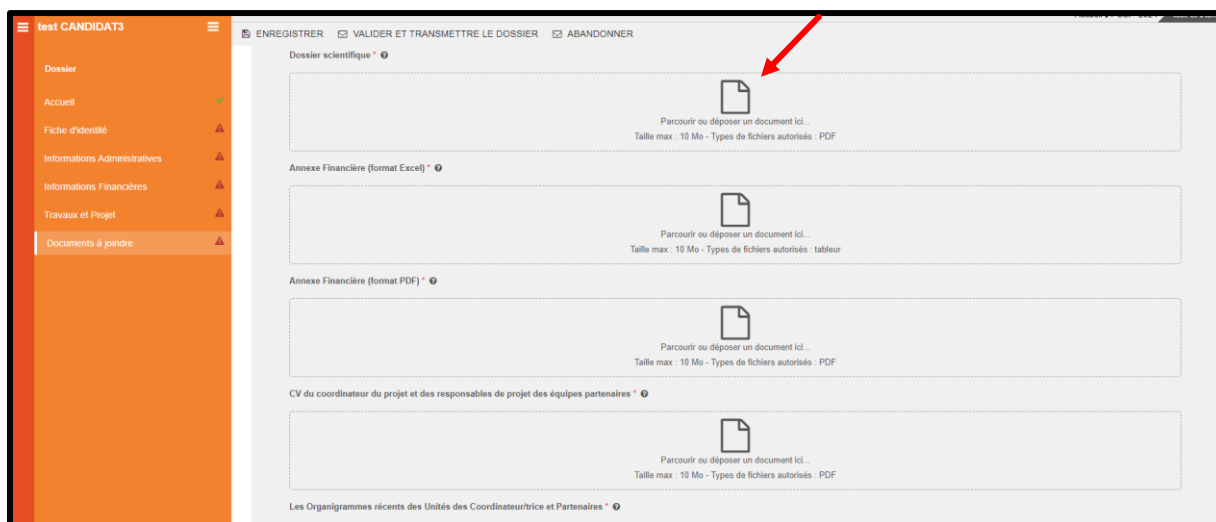 test CANDIDAT3
ENREGISTRER VALIDER ET TRANSMETTRE LE DOSSIER ABANDONNER
Dossier
Accueil
Fiche d'identité
Informations Administratives
Informations Financières
Travaux et Projet
Documents à joindre
Dossier scientifique *
Parcourir ou déposer un document ici...
Taille max : 10 Mo - Types de fichiers autorisés : PDF
Annexe Financière (format Excel) *
Parcourir ou déposer un document ici...
Taille max : 10 Mo - Types de fichiers autorisés : tableur
Annexe Financière (format PDF) *
Parcourir ou déposer un document ici...
Taille max : 10 Mo - Types de fichiers autorisés : PDF
CV du coordinateur du projet et des responsables de projet des équipes partenaires *
Parcourir ou déposer un document ici...
Taille max : 10 Mo - Types de fichiers autorisés : PDF
Les Organigrammes récents des Unités des Coordinateur/trice et Partenaires *